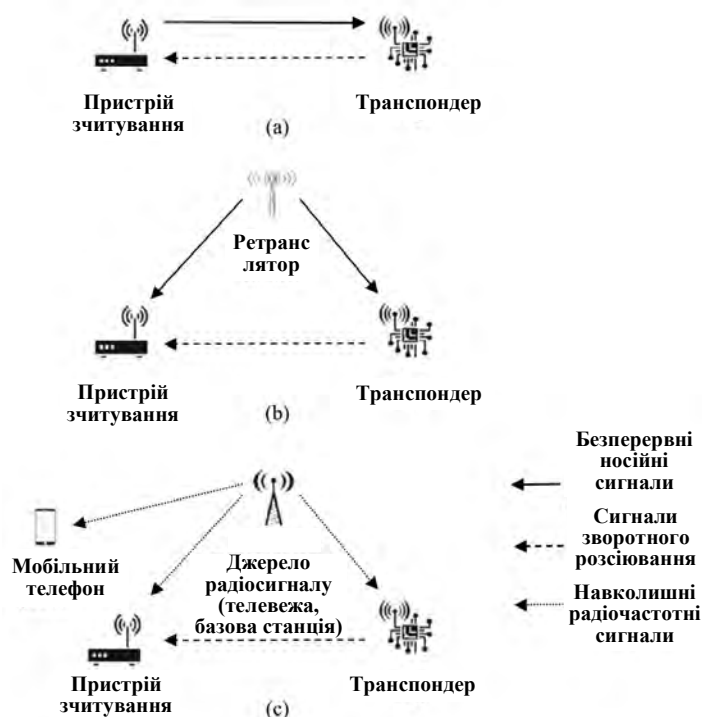 Пристрій
зчитування
Транспондер
(a)
Ретранс
лятор
Пристрій
зчитування
Транспондер
(b)
Мобільний
телефон
Джерело
радіосигналу
(телевежа,
базова станція)
Пристрій
зчитування
Транспондер
(c)
Безперервні
носійні
сигнали
Сигнали
зворотного
розсіювання
Навколишні
радіочастотні
сигнали